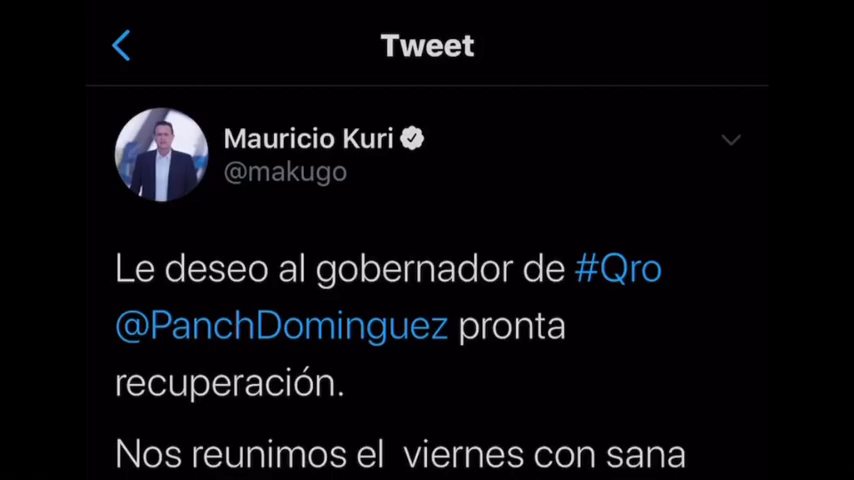 Tweet
Mauricio Kuri
@makugo
Le deseo al gobernador de #Qro
@PanchDominguez pronta
recuperación.
Nos reunimos el viernes con sana